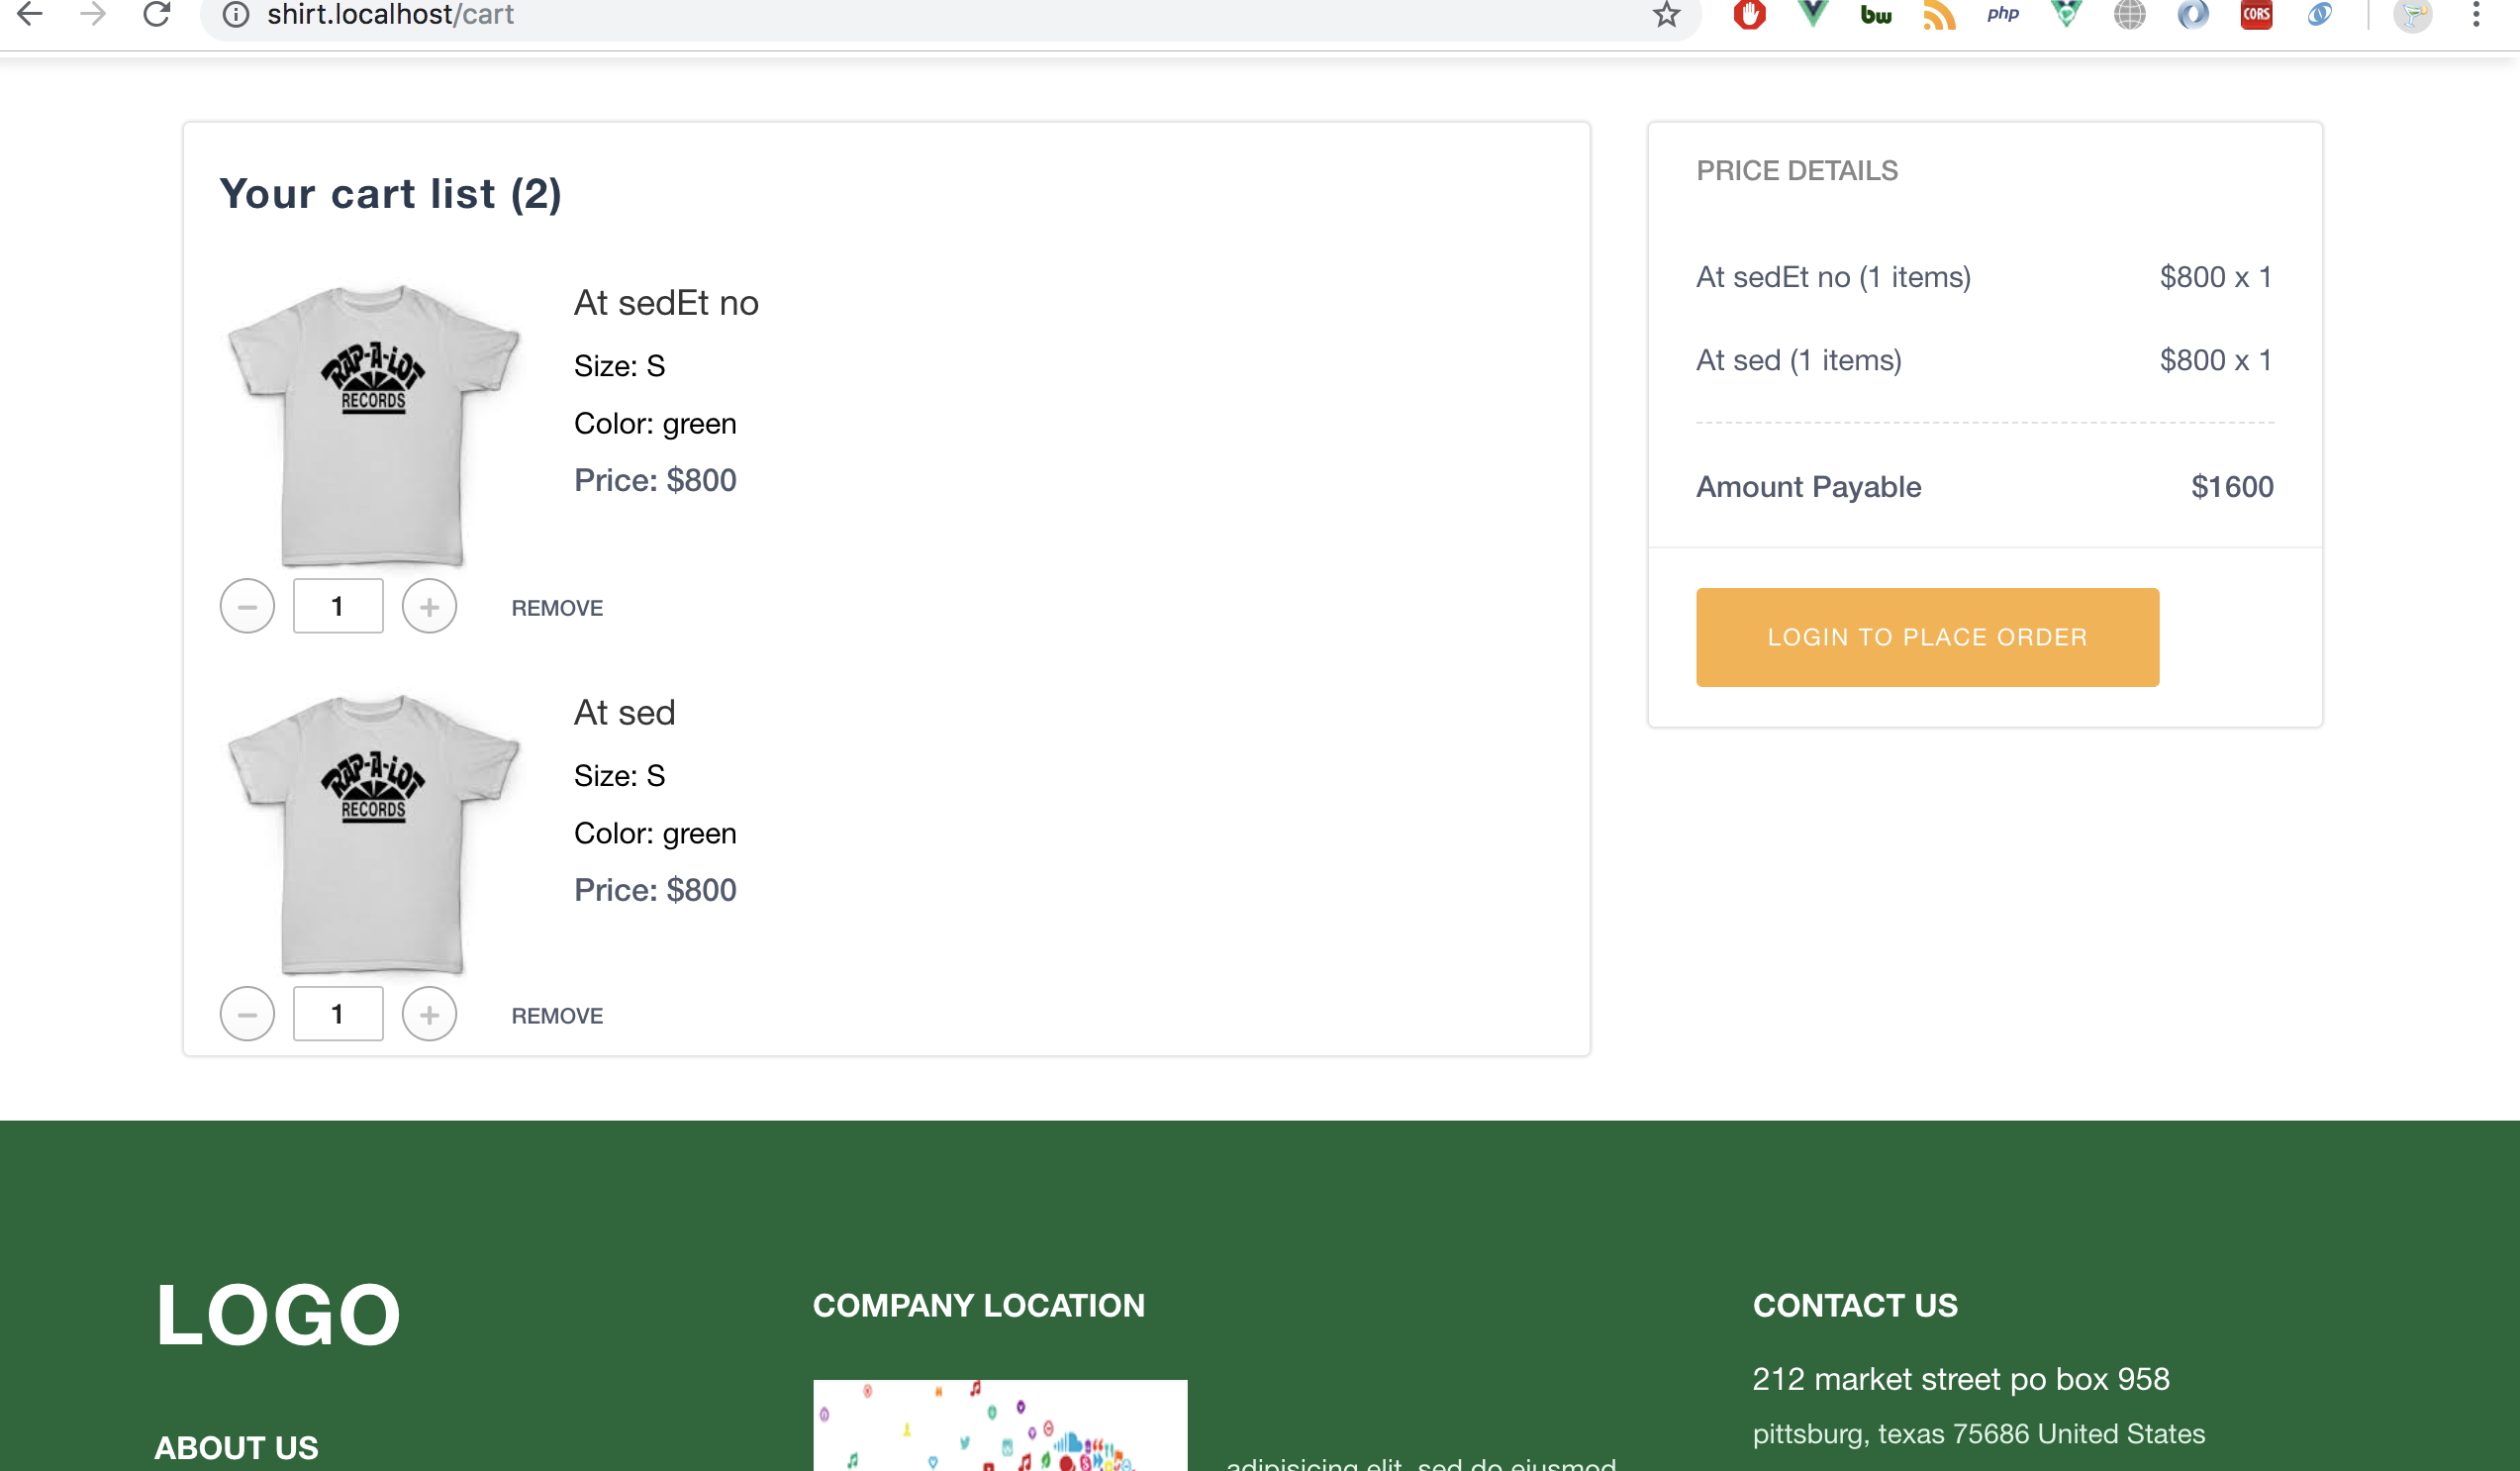 shirt.localhost/cart
bw
php
CORS
Your cart list (2)
At sedEt no
Size: S
Color: green
Price: $800
RAP-A-LOT
RECORDS
1
REMOVE
At sed
Size: S
Color: green
Price: $800
RAP-A-LOT
RECORDS
1
REMOVE
PRICE DETAILS
At sedEt no (1 items) $800 x 1
At sed (1 items) $800 x 1
Amount Payable $1600
LOGIN TO PLACE ORDER
LOGO
ABOUT US
COMPANY LOCATION
adipisicing elit, sed do eiusmod
CONTACT US
212 market street po box 958
pittsburg, texas 75686 United States